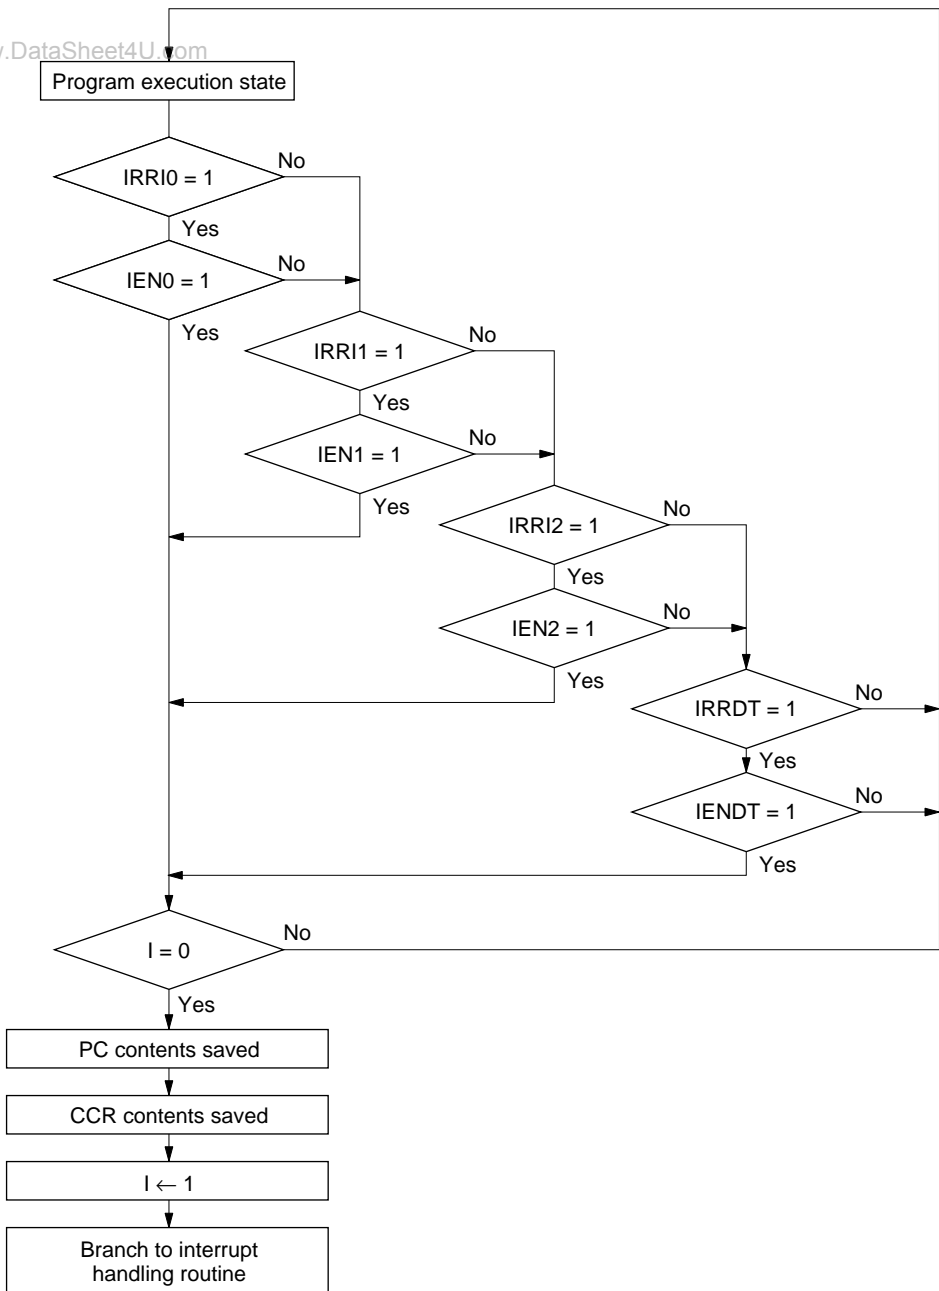 w.DataSheet4U.com
Program execution state
IRRI0 = 1
No
Yes
IEN0 = 1
No
Yes
IRRI1 = 1
No
Yes
IEN1 = 1
No
Yes
IRRI2 = 1
No
Yes
IEN2 = 1
No
Yes
IRRDT = 1
No
Yes
IENDT = 1
No
Yes
I = 0
No
Yes
PC contents saved
CCR contents saved
I ← 1
Branch to interrupt
handling routine